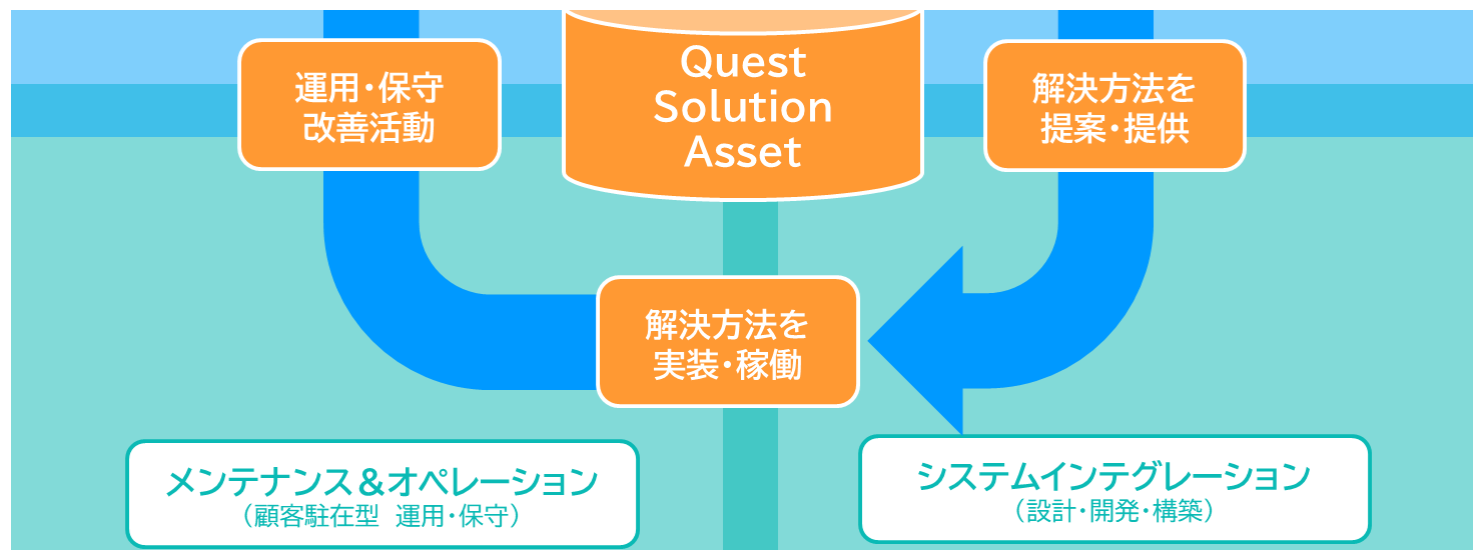 運用・保守
改善活動
Quest
Solution
Asset
解決方法を
提案・提供
解決方法を
実装・稼働
メンテナンス＆オペレーション
（顧客駐在型　運用・保守）
システムインテグレーション
（設計・開発・構築）